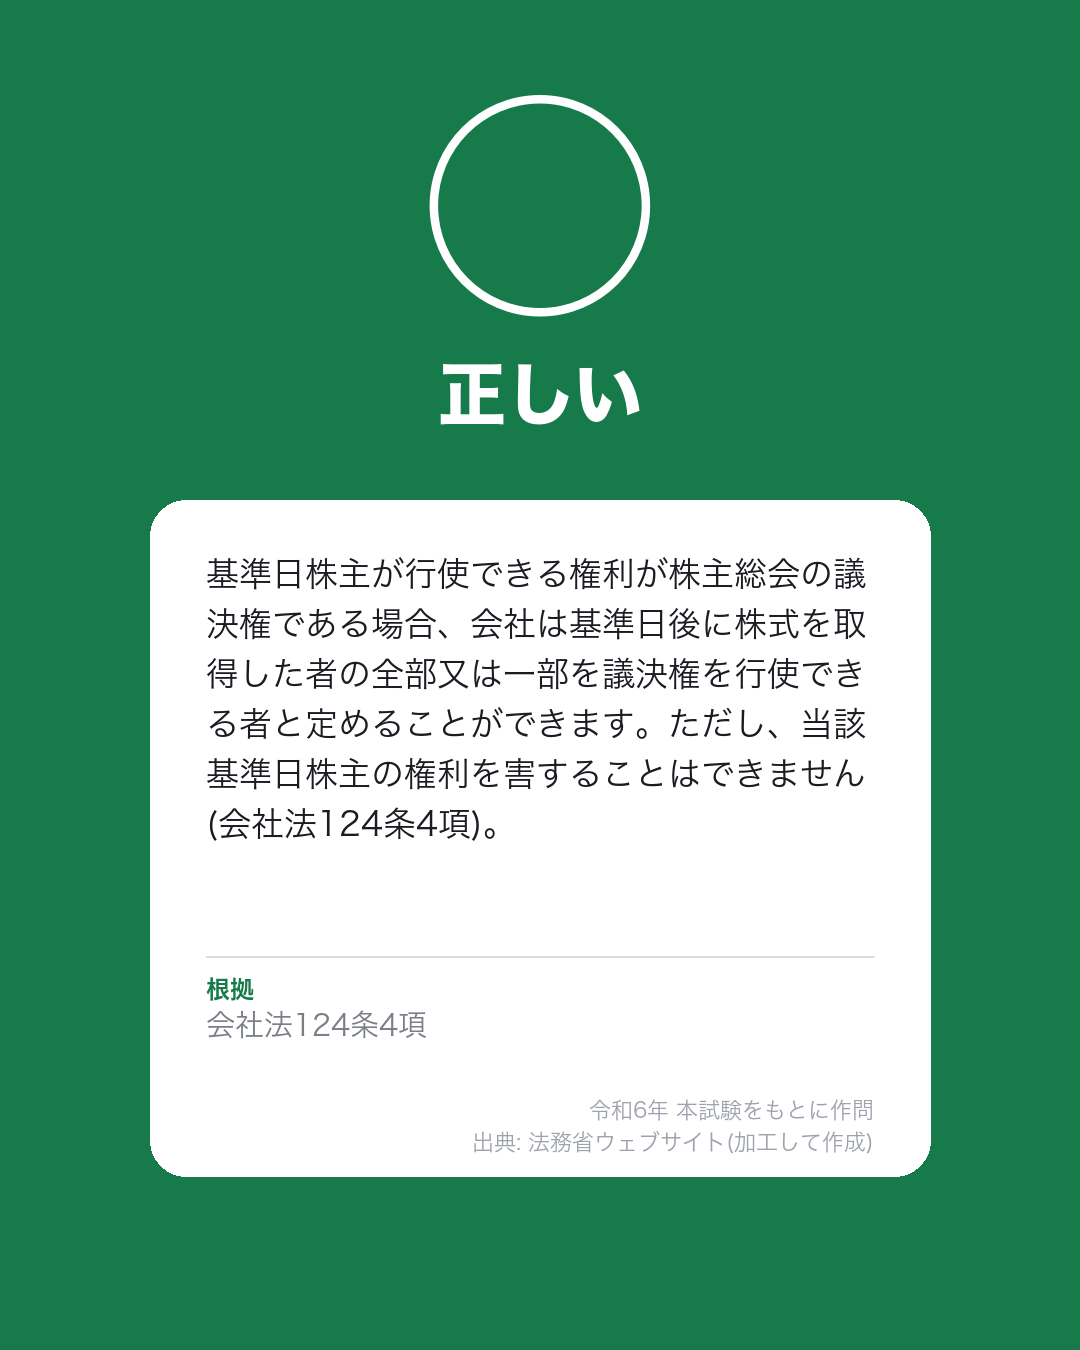 正しい
基準日株主が行使できる権利が株主総会の議
決権である場合、会社は基準日後に株式を取
得した者の全部又は一部を議決権を行使でき
る者と定めることができます。ただし、当該
基準日株主の権利を害することはできません
(会社法124条4項)。
根拠
会社法124条4項
令和6年 本試験をもとに作問
出典: 法務省ウェブサイト(加工して作成)